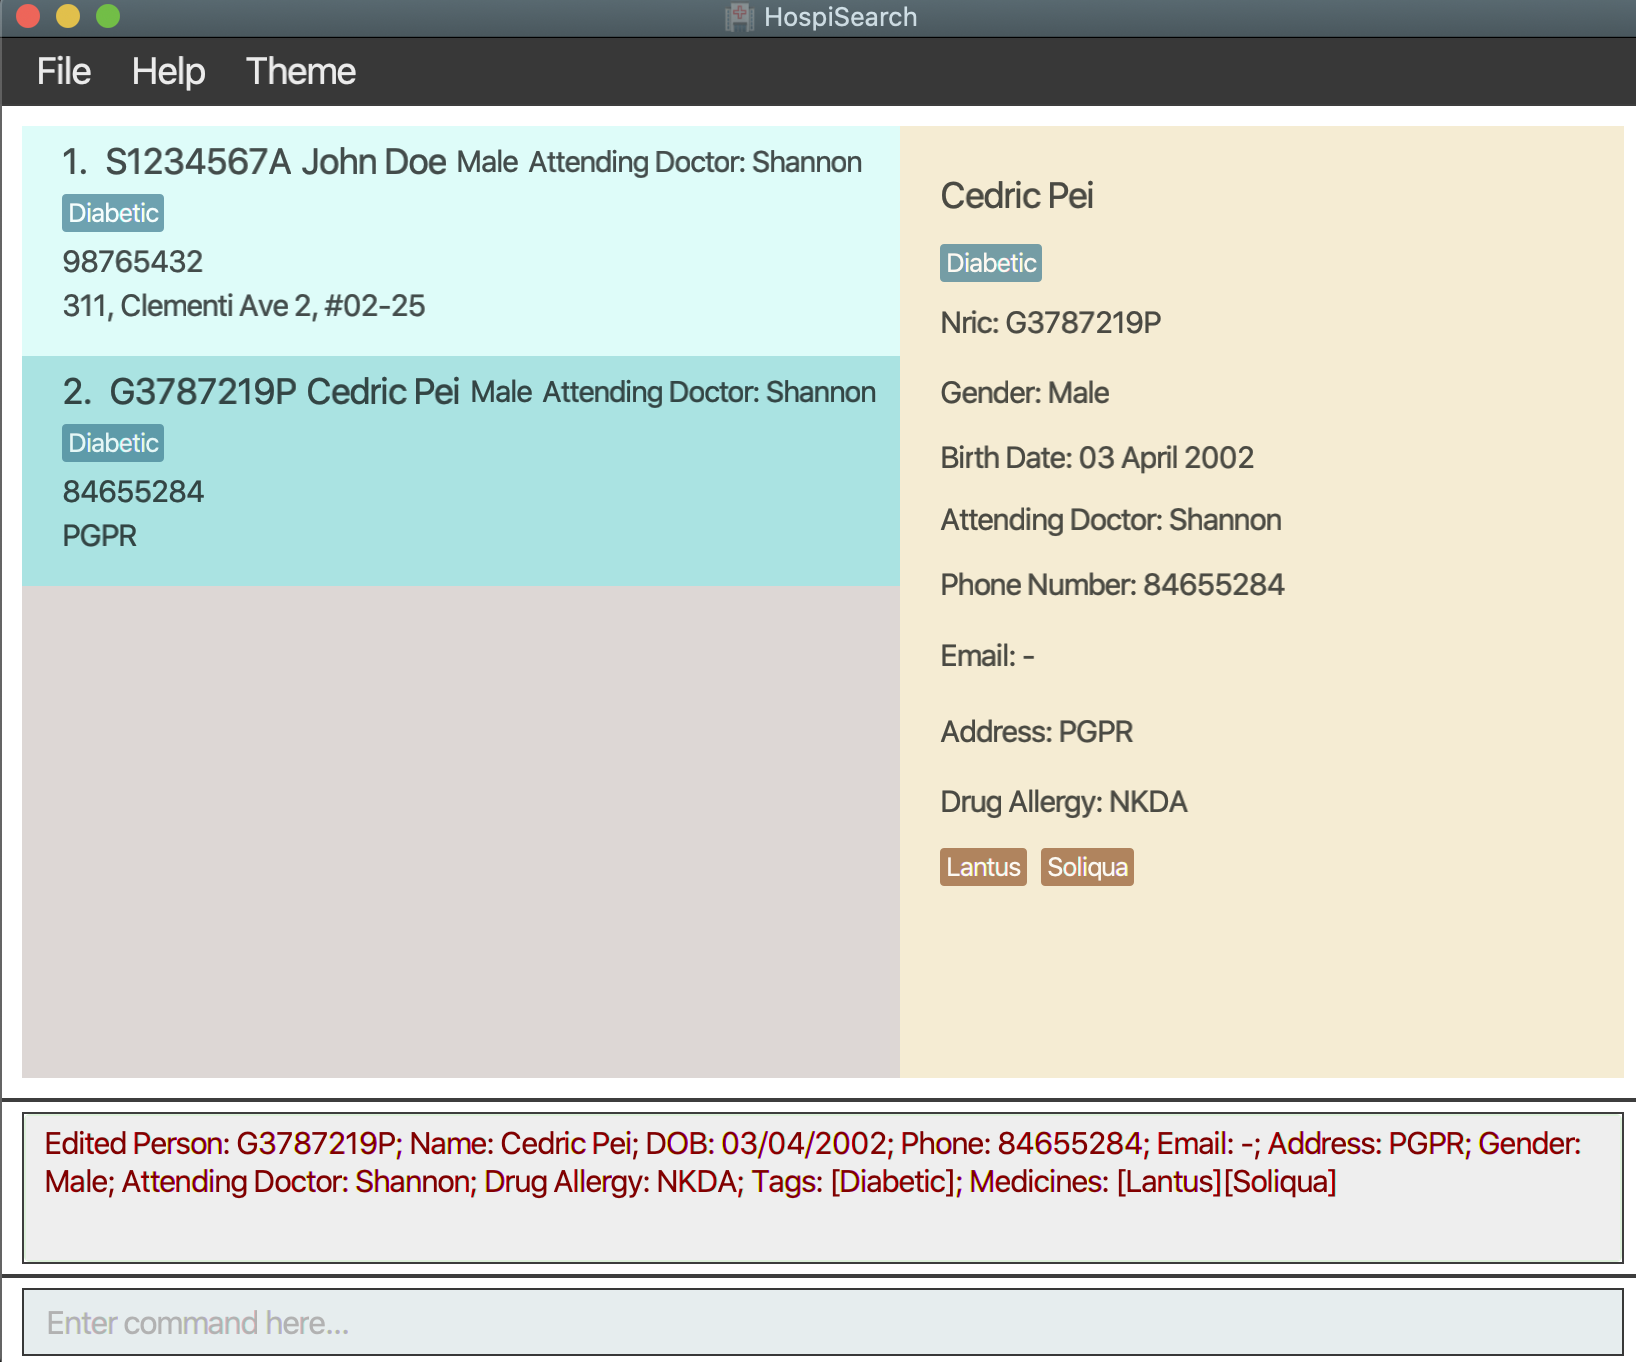 HospiSearch
File Help Theme
1. S1234567A John Doe Male Attending Doctor: Shannon
Diabetic
98765432
311, Clementi Ave 2, #02-25
2. G3787219P Cedric Pei Male Attending Doctor: Shannon
Diabetic
84655284
PGPR
Cedric Pei
Diabetic
Nric: G3787219P
Gender: Male
Birth Date: 03 April 2002
Attending Doctor: Shannon
Phone Number: 84655284
Email: -
Address: PGPR
Drug Allergy: NKDA
Lantus Soliqua
Edited Person: G3787219P; Name: Cedric Pei; DOB: 03/04/2002; Phone: 84655284; Email: -; Address: PGPR; Gender:
Male; Attending Doctor: Shannon; Drug Allergy: NKDA; Tags: [Diabetic]; Medicines: [Lantus][Soliqua]
Enter command here...